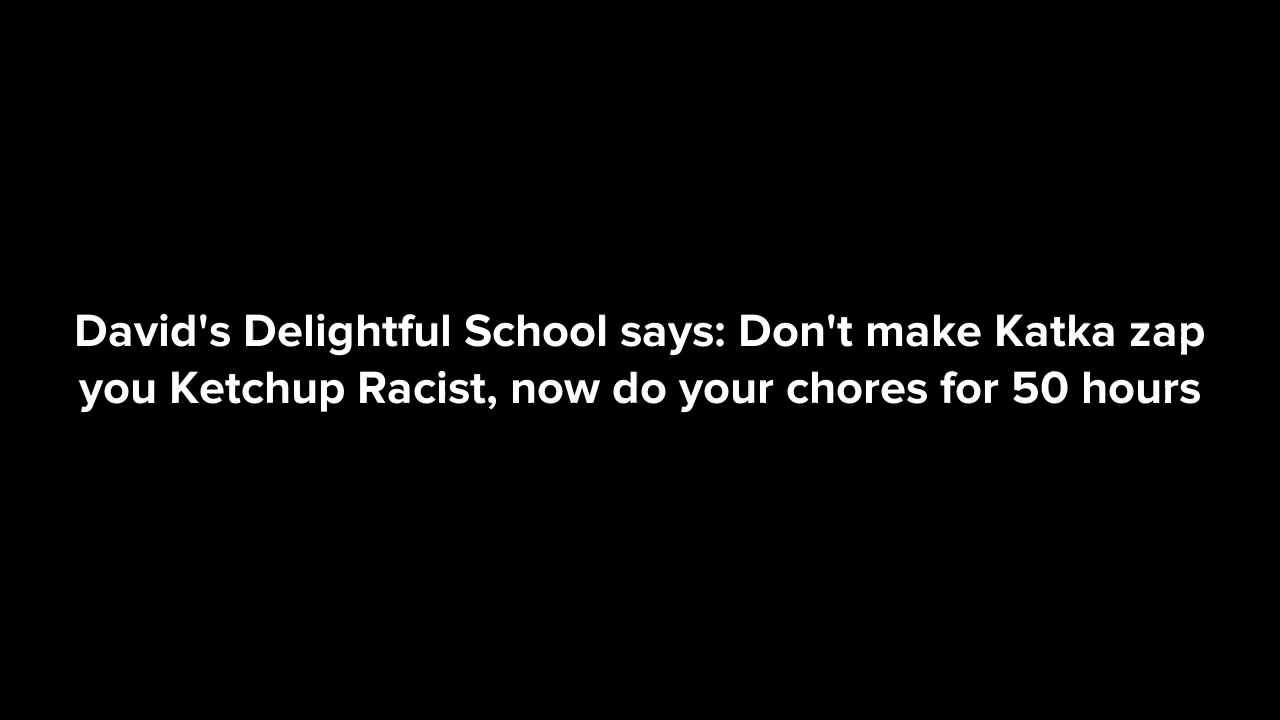 David's Delightful School says: Don't make Katka zap
you Ketchup Racist, now do your chores for 50 hours